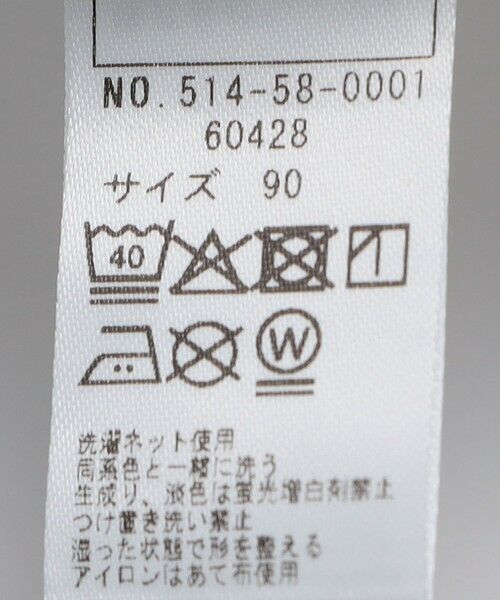 NO. 514-58-0001
60428
サイズ 90
40
W
洗濯ネット使用
同系色と一緒に洗う
生成り、淡色は蛍光増白剤禁止
つけ置き洗い禁止
湿った状態で形を整える
アイロンはあて布使用